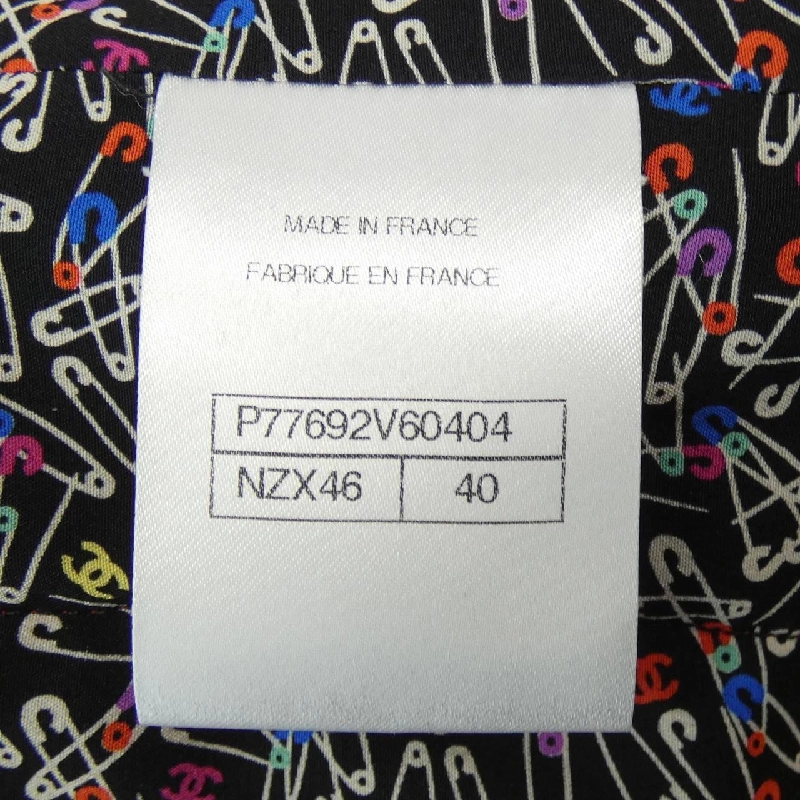 MADE IN FRANCE
FABRIQUE EN FRANCE
P77692V60404
NZX46 40